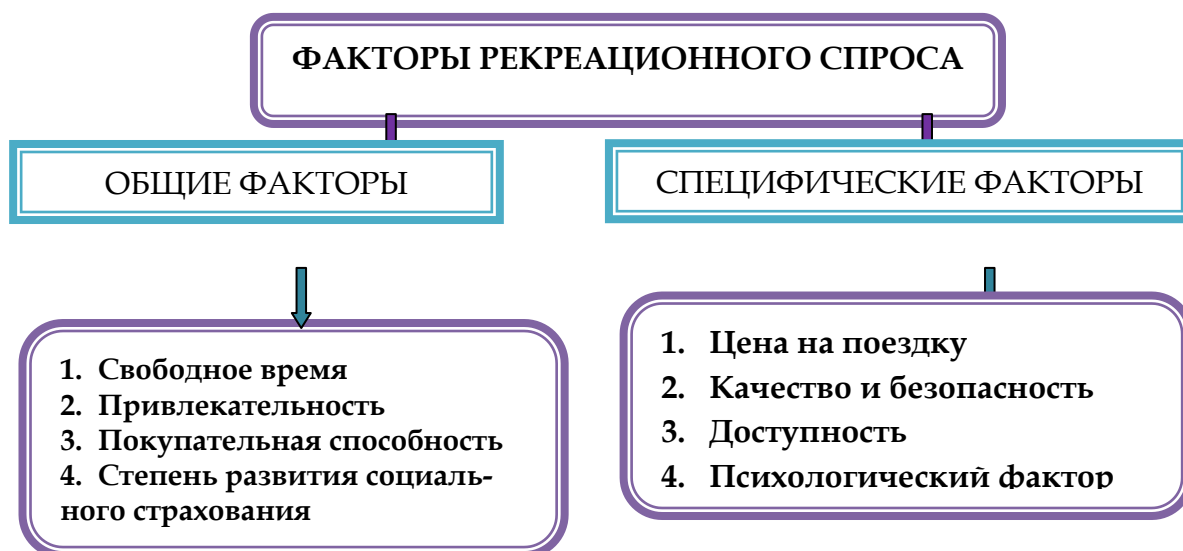 ФАКТОРЫ РЕКРЕАЦИОННОГО СПРОСА
ОБЩИЕ ФАКТОРЫ
СПЕЦИФИЧЕСКИЕ ФАКТОРЫ
1. Свободное время
2. Привлекательность
3. Покупательная способность
4. Степень развития социаль-
ного страхования
1. Цена на поездку
2. Качество и безопасность
3. Доступность
4. Психологический фактор